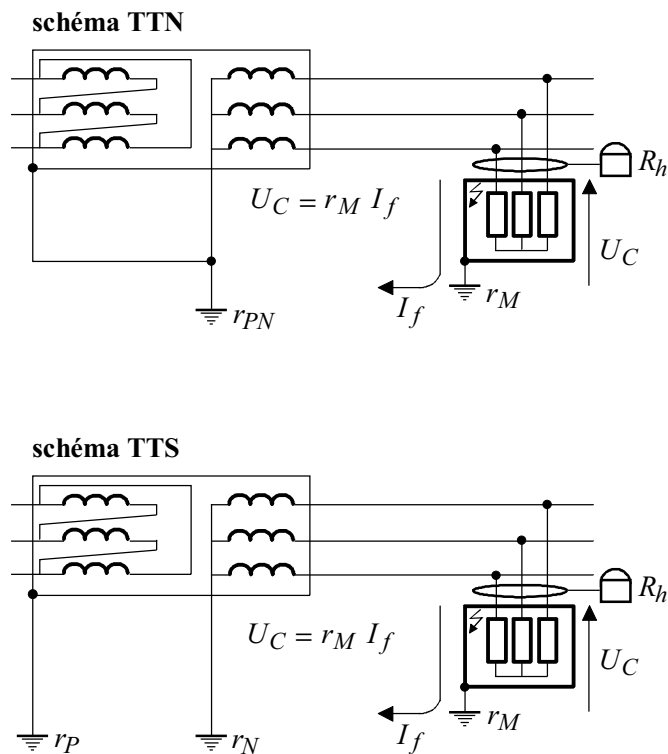 schéma TTN
R_h
U_C = r_M I_f
U_C
I_f
r_M
r_PN
schéma TTS
R_h
U_C = r_M I_f
U_C
I_f
r_M
r_P
r_N